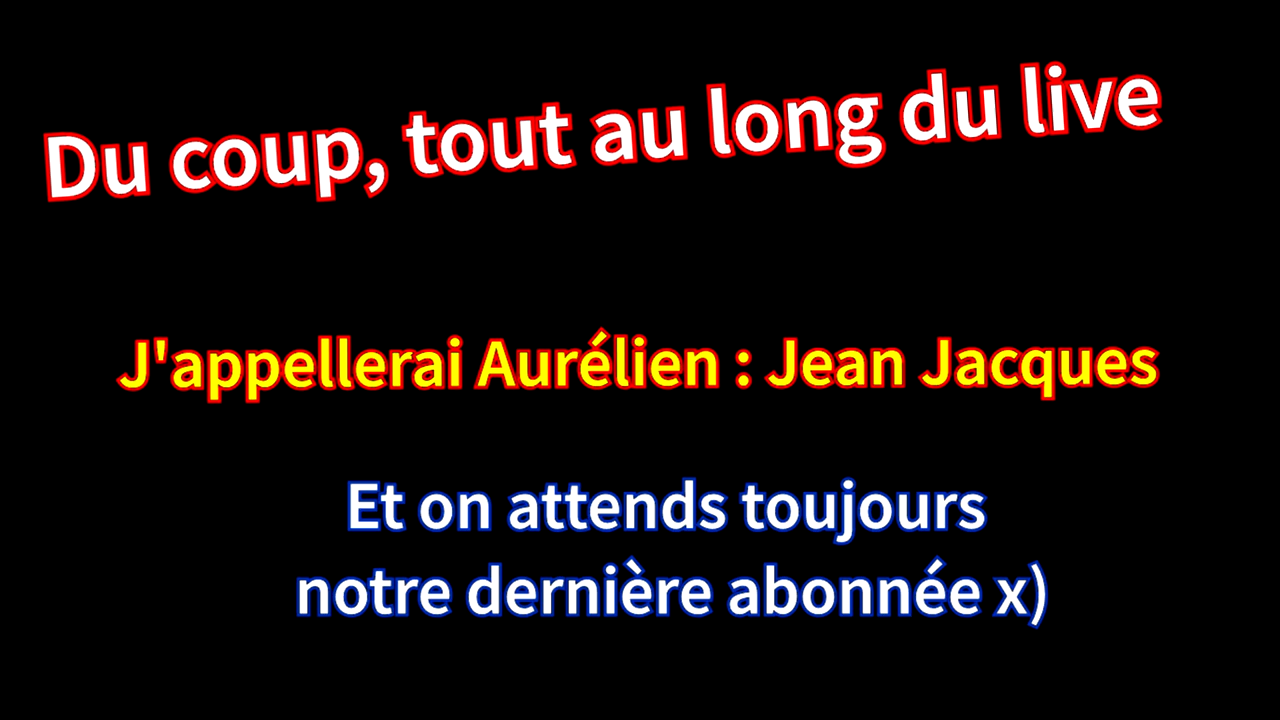 Du coup, tout au long du live
J'appellerai Aurélien : Jean Jacques
Et on attends toujours
notre dernière abonnée x)